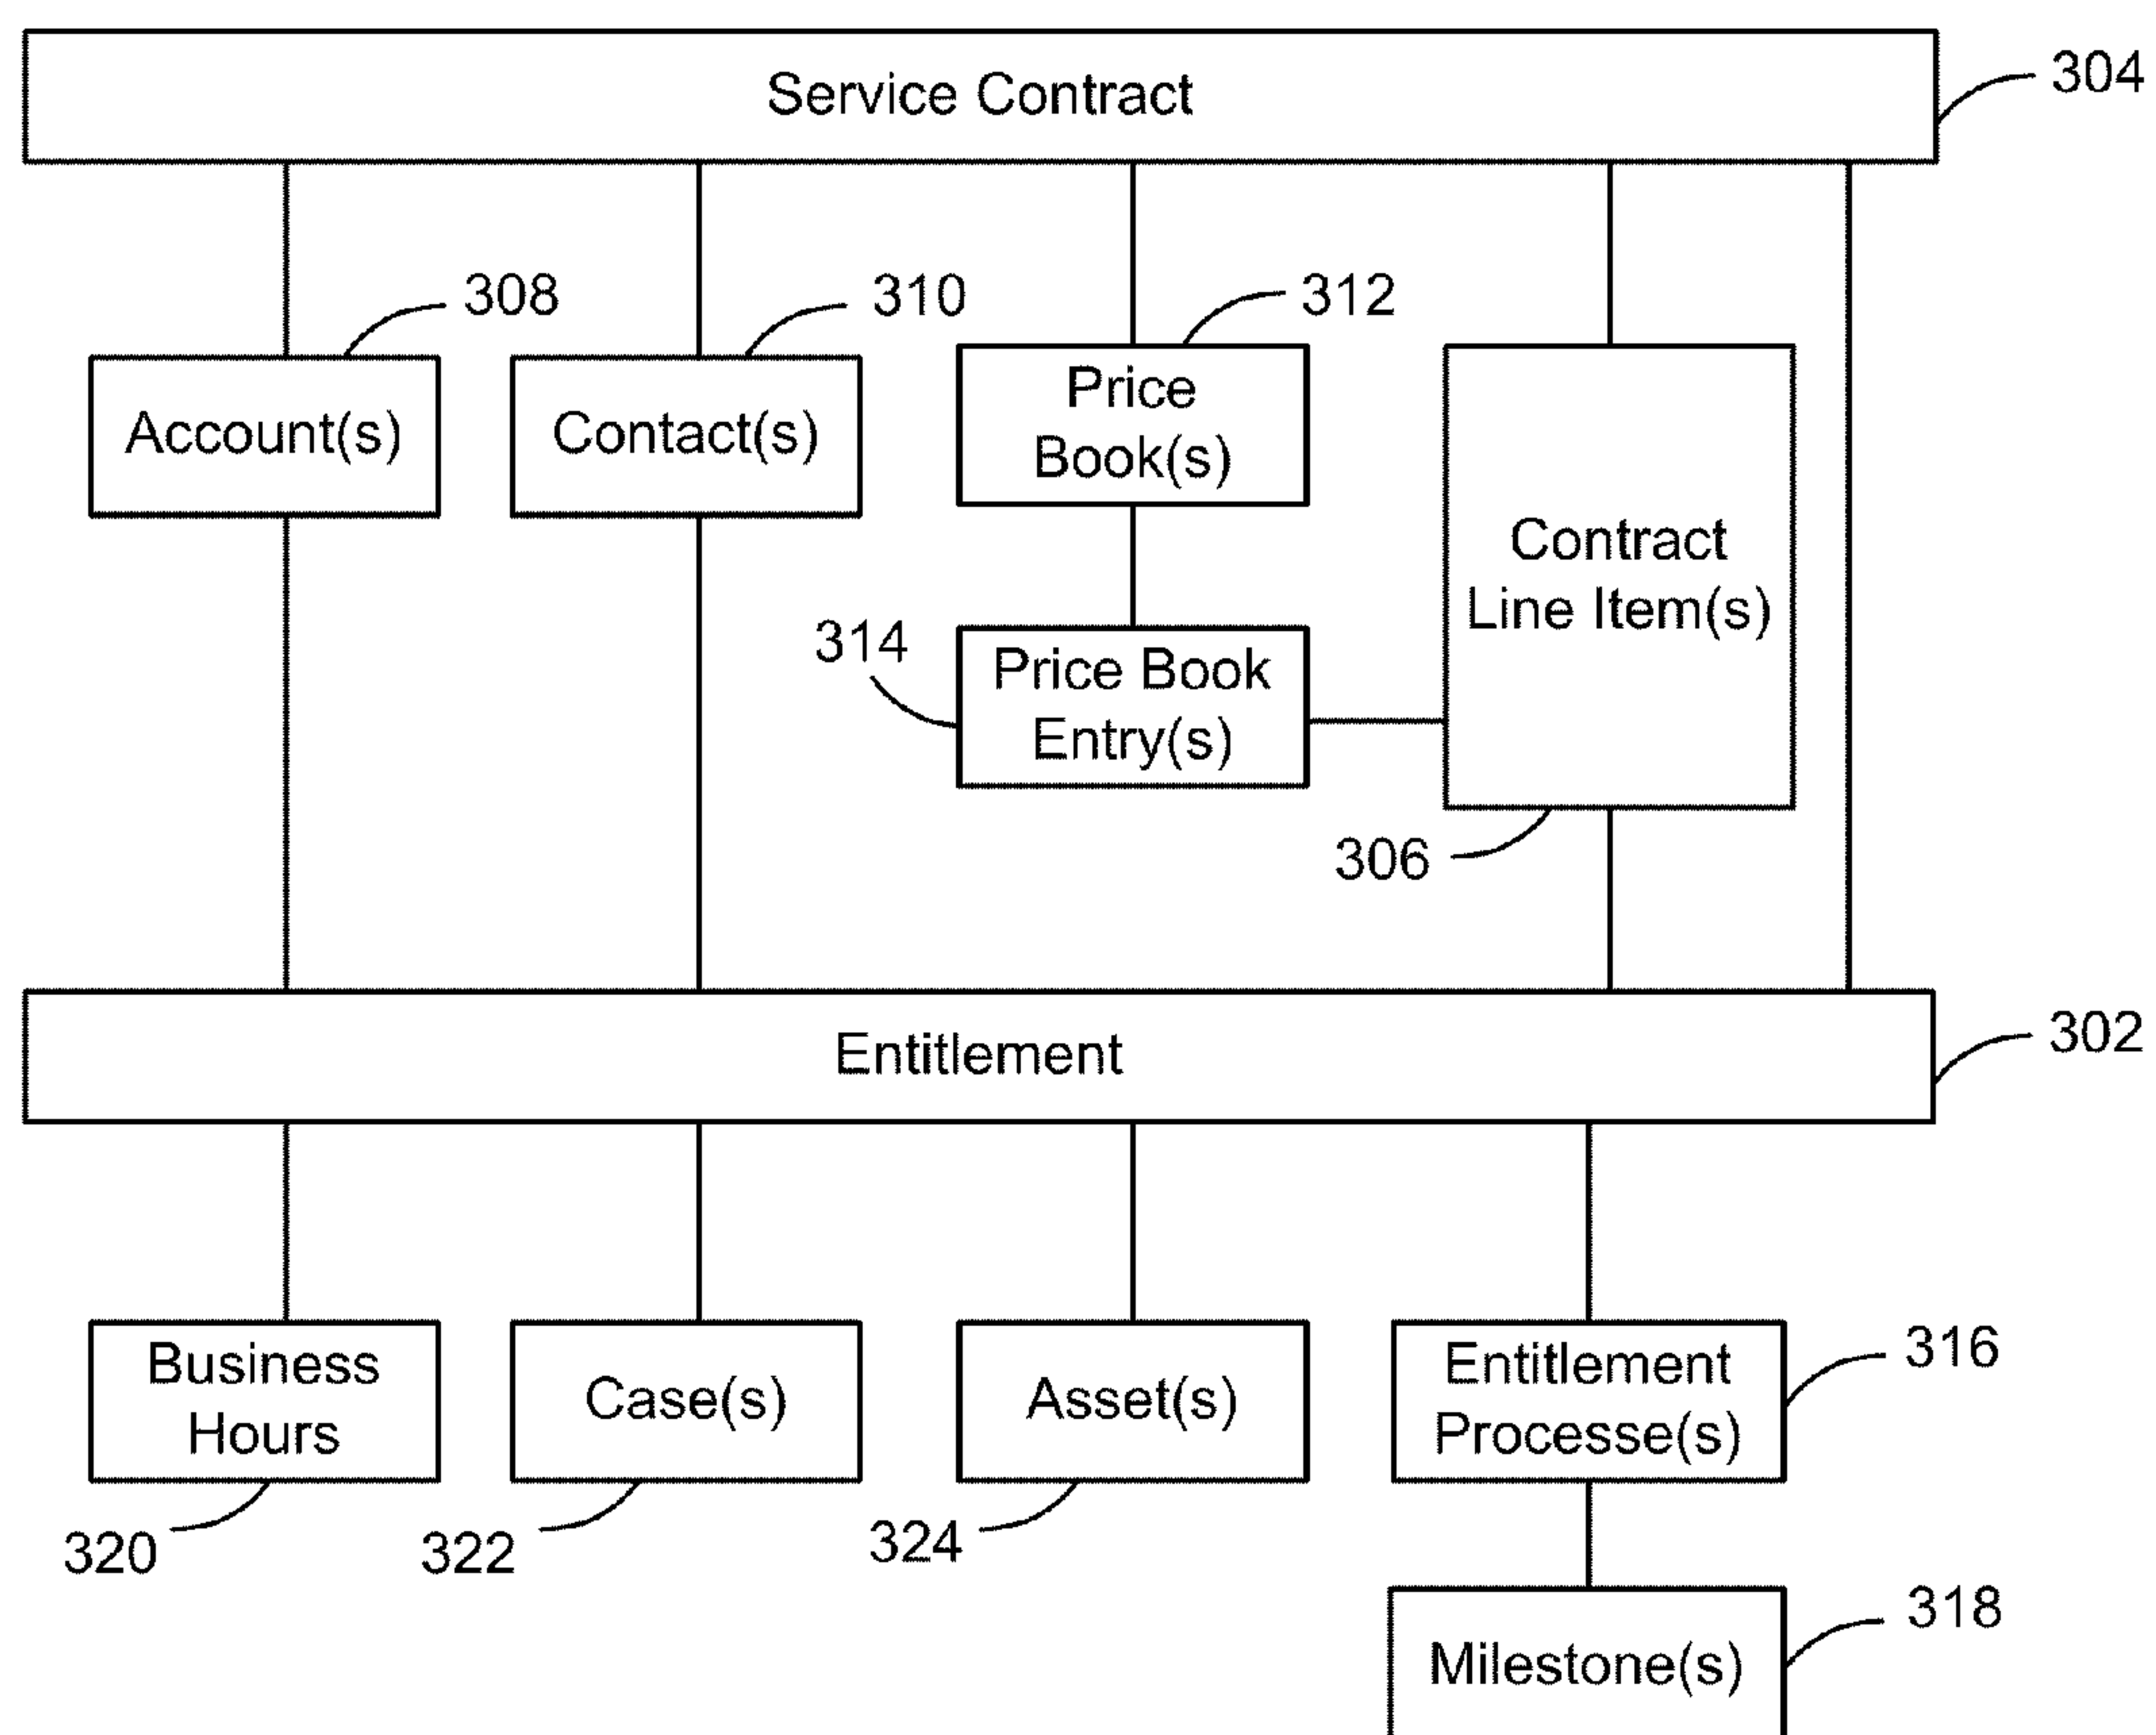 Service Contract
304
308
310
312
Account(s)
Contact(s)
Price
Book(s)
Contract
Line Item(s)
314
Price Book
Entry(s)
306
Entitlement
302
Business
Hours
Case(s)
Asset(s)
Entitlement
Processe(s)
316
320
322
324
318
Milestone(s)